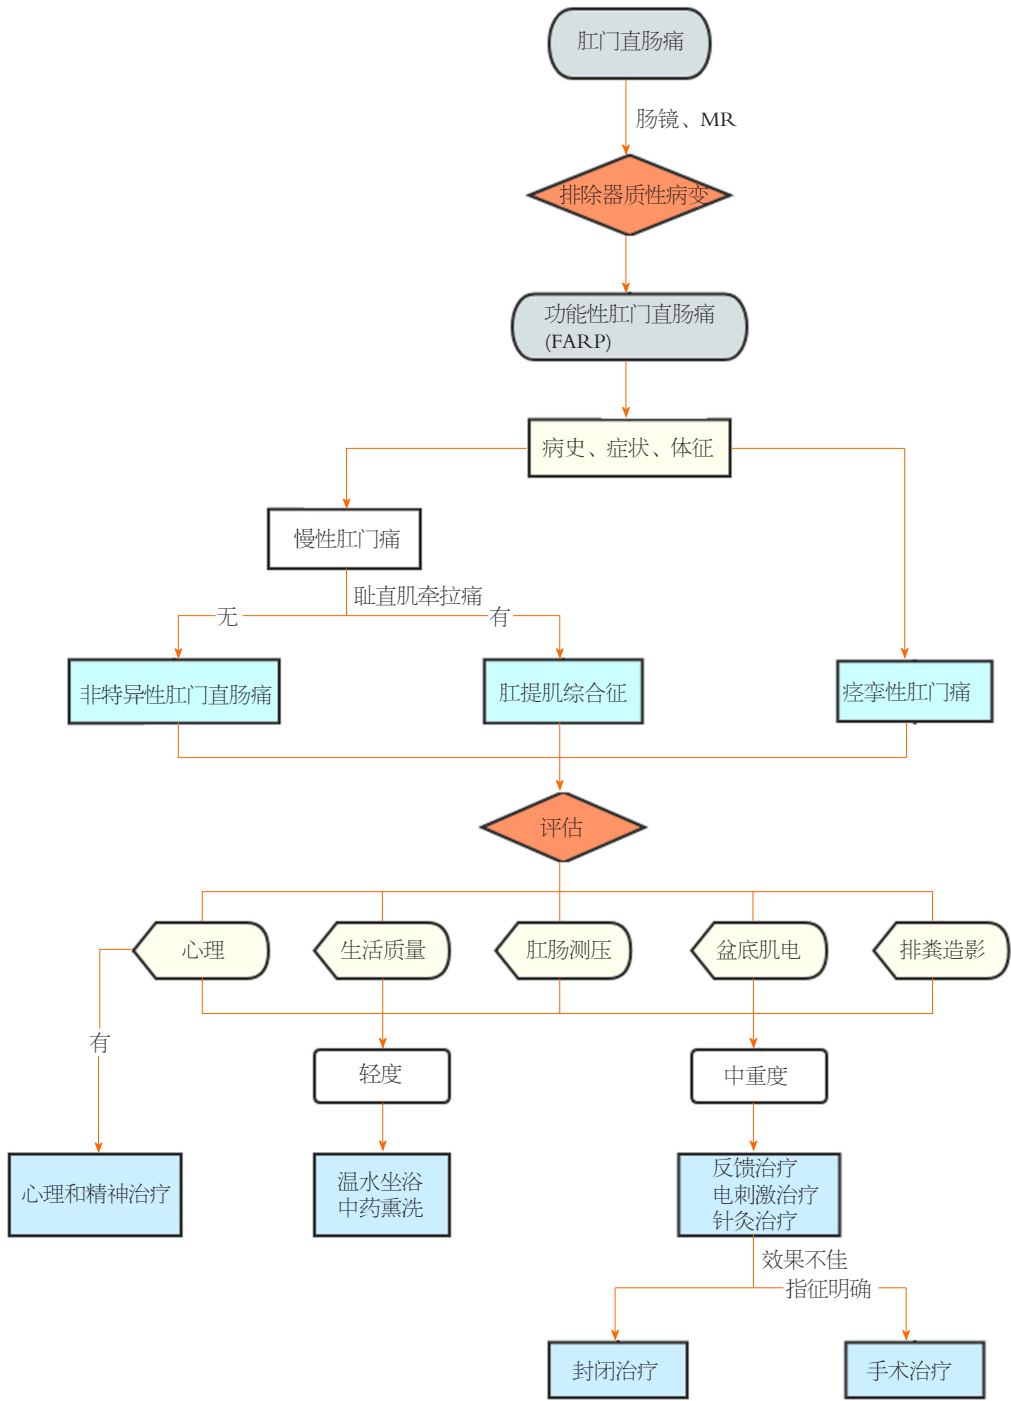 肛门直肠痛
肠镜、MR
排除器质性病变
功能性肛门直肠痛
(FARP)
病史、症状、体征
慢性肛门痛
耻直肌牵拉痛
无
有
非特异性肛门直肠痛
肛提肌综合征
痉挛性肛门痛
评估
心理
生活质量
肛肠测压
盆底肌电
排粪造影
有
轻度
中重度
心理和精神治疗
温水坐浴
中药熏洗
反馈治疗
电刺激治疗
针灸治疗
效果不佳
指征明确
封闭治疗
手术治疗